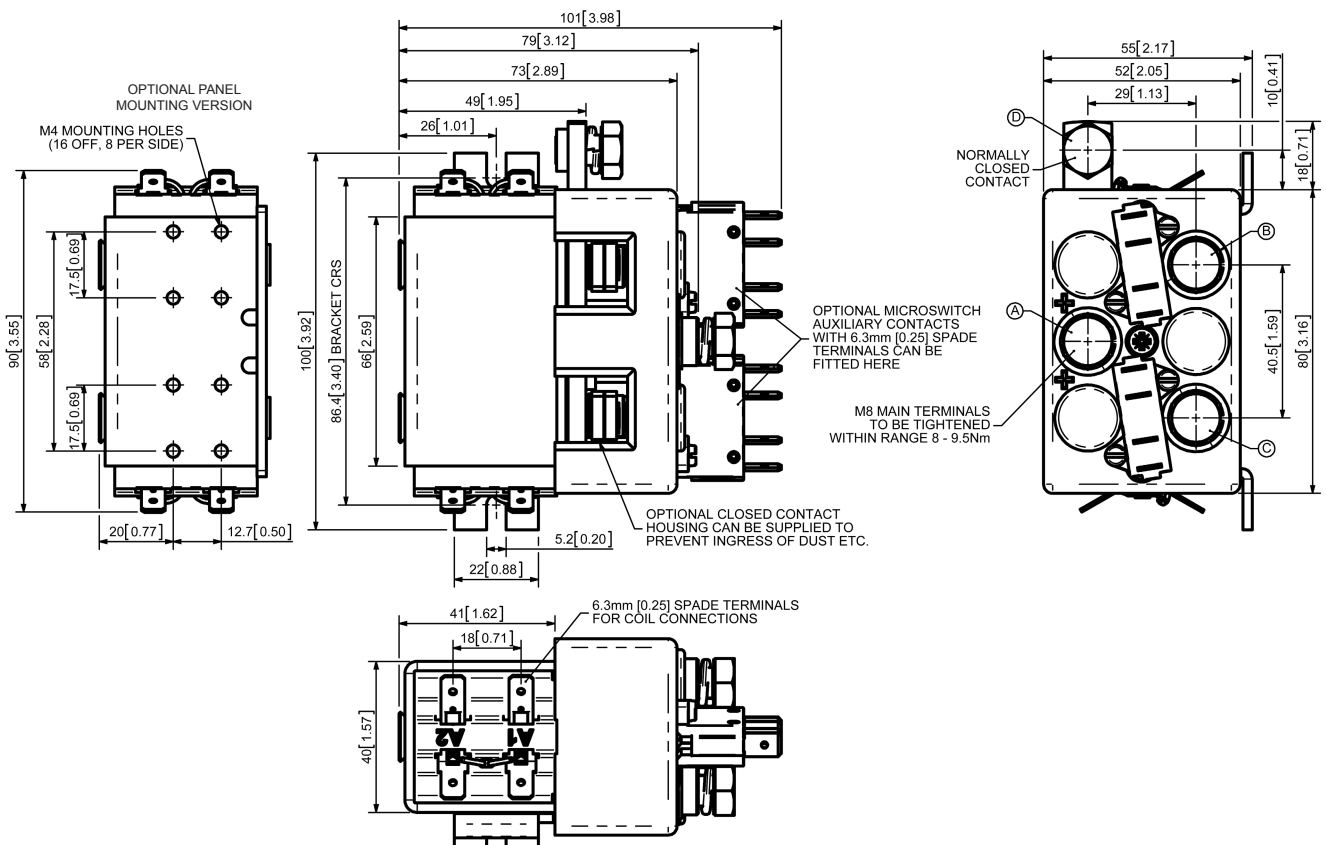 OPTIONAL PANEL
MOUNTING VERSION
M4 MOUNTING HOLES
(16 OFF, 8 PER SIDE)
90[3.55]
58[2.28]
17.5[0.69]
17.5[0.69]
20[0.77]
12.7[0.50]
101[3.98]
79[3.12]
73[2.89]
49[1.95]
26[1.01]
100[3.92]
86.4[3.40] BRACKET CRS
66[2.59]
5.2[0.20]
22[0.88]
OPTIONAL MICROSWITCH
AUXILIARY CONTACTS
WITH 6.3mm [0.25] SPADE
TERMINALS CAN BE
FITTED HERE
OPTIONAL CLOSED CONTACT
HOUSING CAN BE SUPPLIED TO
PREVENT INGRESS OF DUST ETC.
55[2.17]
52[2.05]
29[1.13]
10[0.41]
18[0.71]
D
NORMALLY
CLOSED
CONTACT
B
A
C
+
+
40.5[1.59]
80[3.16]
M8 MAIN TERMINALS
TO BE TIGHTENED
WITHIN RANGE 8 - 9.5Nm
41[1.62]
18[0.71]
6.3mm [0.25] SPADE TERMINALS
FOR COIL CONNECTIONS
40[1.57]
A2
A1